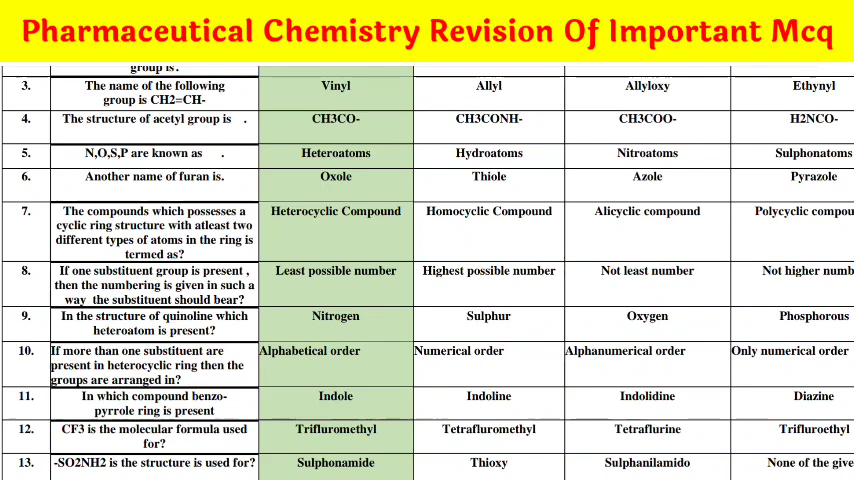 Pharmaceutical Chemistry Revision Of Important Mcq
group is .
3. The name of the following Vinyl Allyl Allyloxy Ethynyl
group is CH2=CH-
4. The structure of acetyl group is . CH3CO- CH3CONH- CH3COO- H2NCO-
5. N,O,S,P are known as . Heteroatoms Hydroatoms Nitroatoms Sulphonatoms
6. Another name of furan is. Oxole Thiole Azole Pyrazole
7. The compounds which possesses a Heterocyclic Compound Homocyclic Compound Alicyclic compound Polycyclic compou
cyclic ring structure with atleast two
different types of atoms in the ring is
termed as?
8. If one substituent group is present , Least possible number Highest possible number Not least number Not higher numb
then the numbering is given in such a
way the substituent should bear?
9. In the structure of quinoline which Nitrogen Sulphur Oxygen Phosphorous
heteroatom is present?
10. If more than one substituent are Alphabetical order Numerical order Alphanumerical order Only numerical order
present in heterocyclic ring then the
groups are arranged in?
11. In which compound benzo- Indole Indoline Indolidine Diazine
pyrrole ring is present
12. CF3 is the molecular formula used Trifluromethyl Tetrafluromethyl Tetraflurine Trifluroethyl
for?
13. -SO2NH2 is the structure is used for? Sulphonamide Thioxy Sulphanilamido None of the give